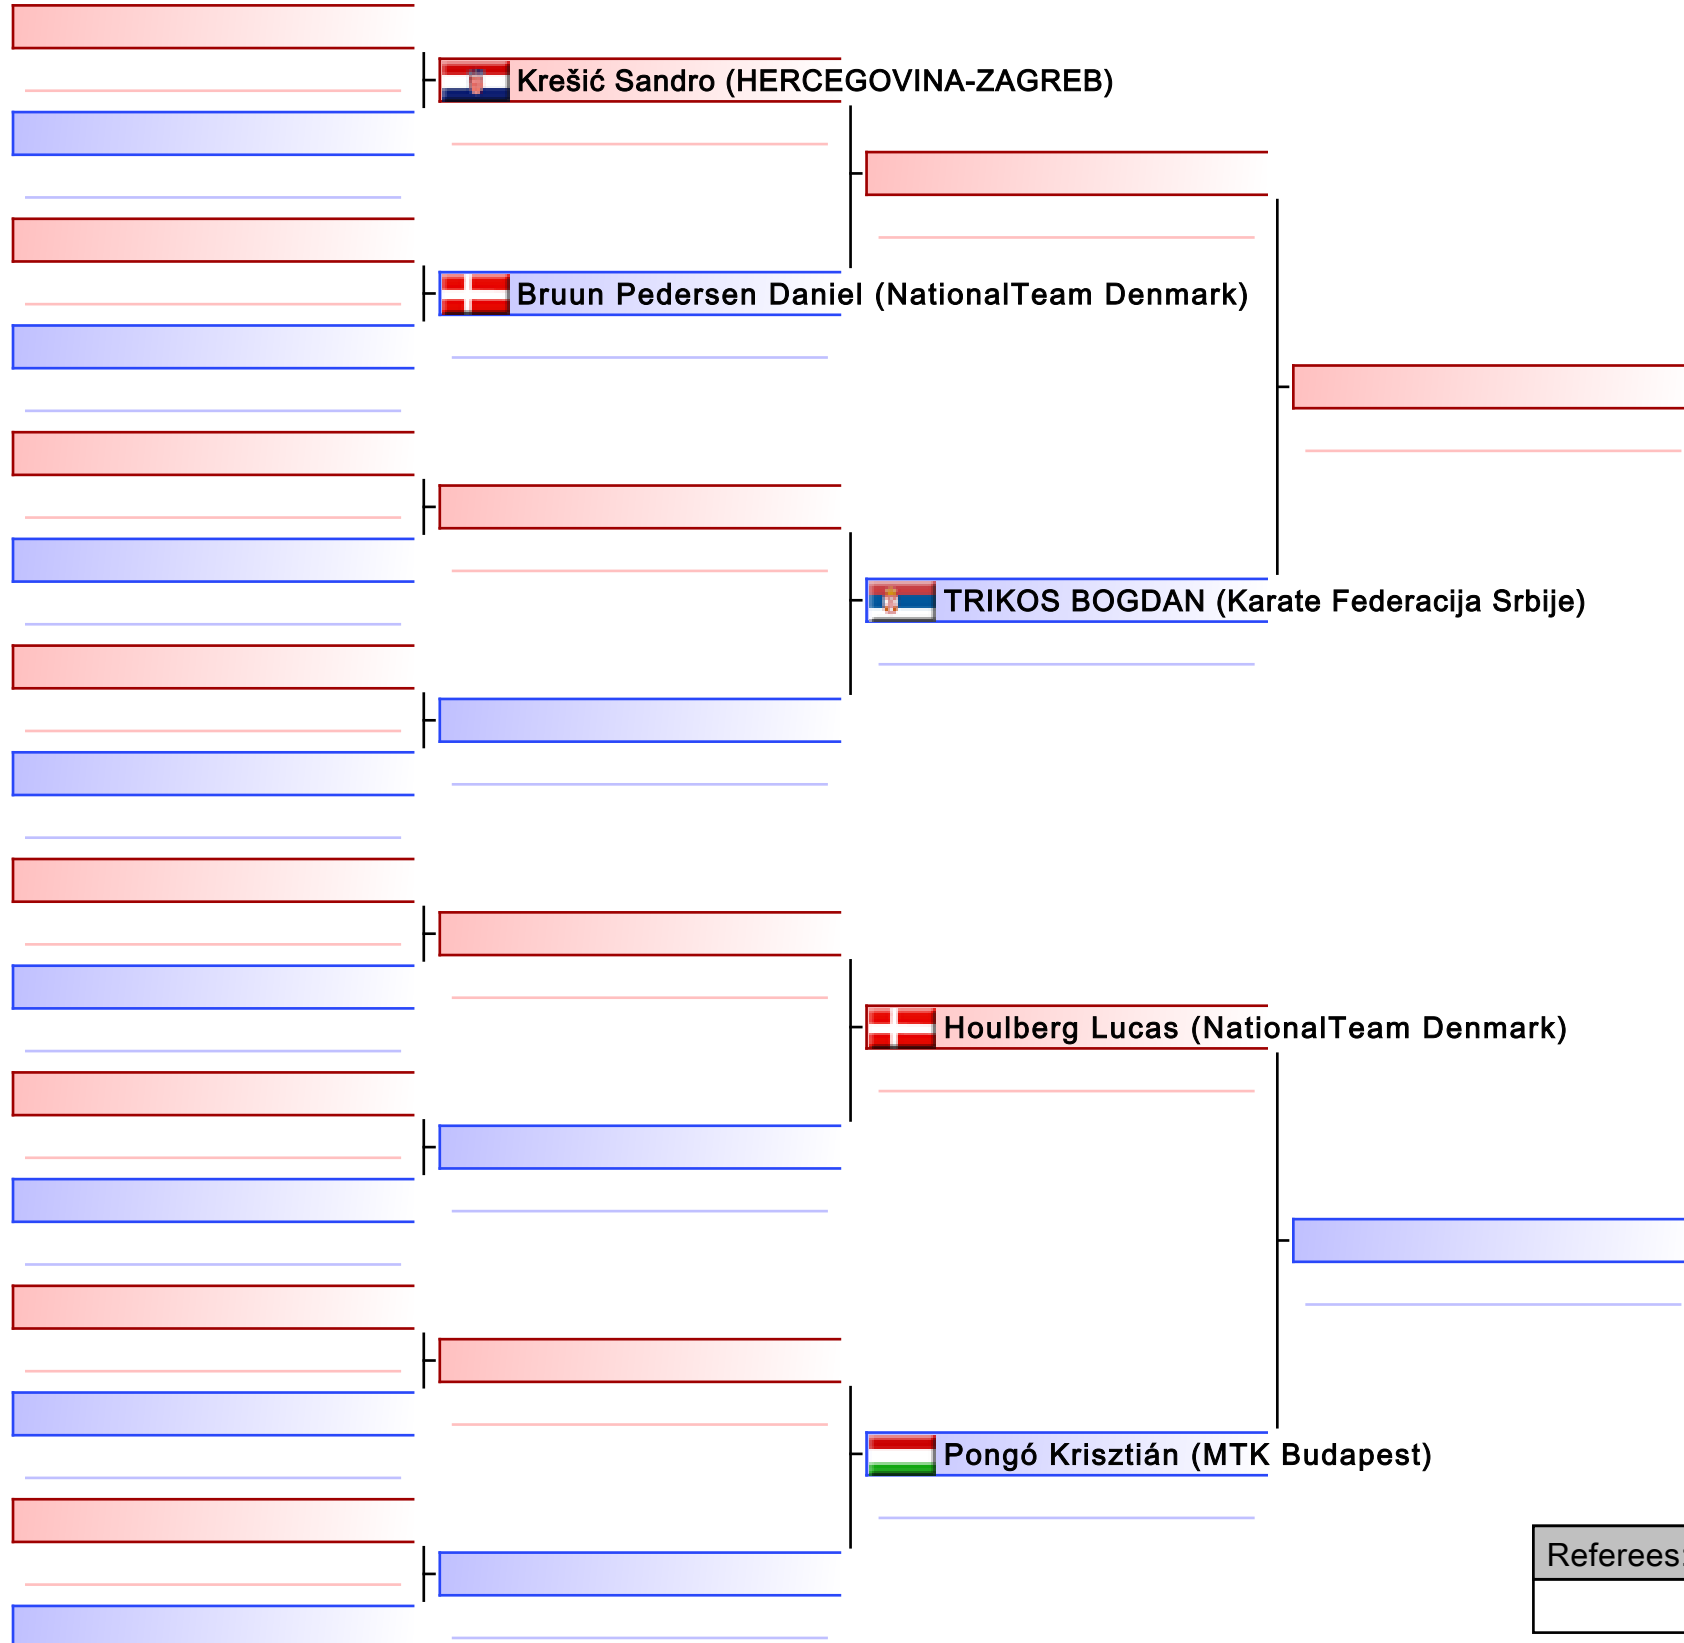 Krešić Sandro (HERCEGOVINA-ZAGREB)
Bruun Pedersen Daniel (NationalTeam Denmark)
TRIKOS BOGDAN (Karate Federacija Srbije)
Houlberg Lucas (NationalTeam Denmark)
Pongó Krisztián (MTK Budapest)
Referees: